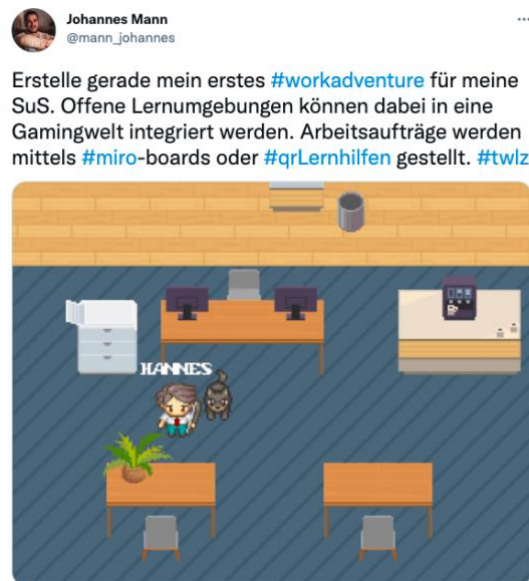 Johannes Mann
@mann_johannes
Erstelle gerade mein erstes #workadventure für meine
SuS. Offene Lernumgebungen können dabei in eine
Gamingwelt integriert werden. Arbeitsaufträge werden
mittels #miro-boards oder #qrLernhilfen gestellt. #twlz
HANNES